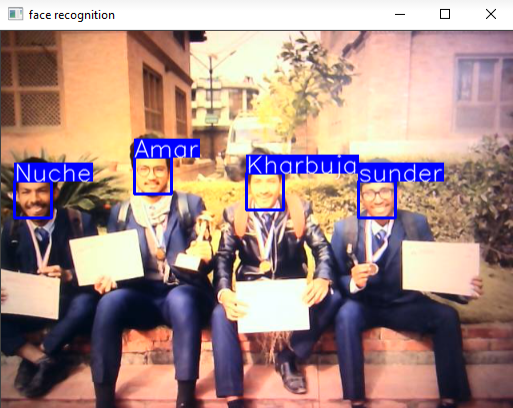 face recognition
Nuche
Amar
Kharbuja
sunder